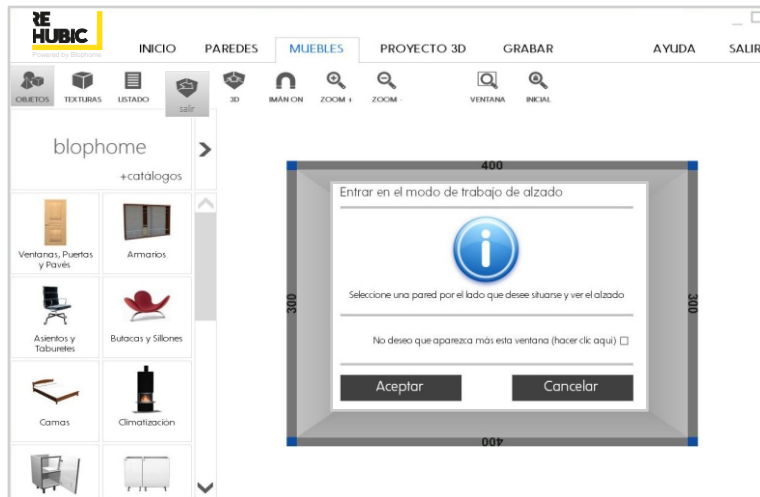 RE
HUBIC
Powered by Blophome
INICIO PAREDES MUEBLES PROYECTO 3D GRABAR AYUDA SALIR
OBJETOS TEXTURAS LISTADO salir 3D IMÁN ON ZOOM + ZOOM - VENTANA INICIAL
blophome
+catálogos
Ventanas, Puertas
y Pavés
Armarios
Asientos y
Taburetes
Butacas y Sillones
Camas
Climatización
400
300
Entrar en el modo de trabajo de alzado
Seleccione una pared por el lado que desee situarse y ver el alzado
No deseo que aparezca más esta ventana (hacer clic aqui)
Aceptar Cancelar
300
400